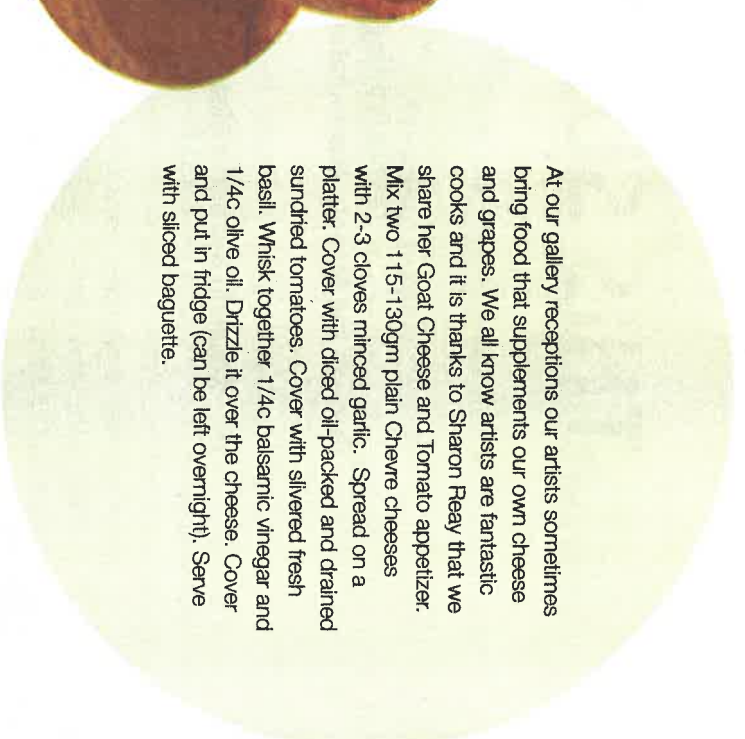 At our gallery receptions our artists sometimes
bring food that supplements our own cheese
and grapes. We all know artists are fantastic
cooks and it is thanks to Sharon Reay that we
share her Goat Cheese and Tomato appetizer.
Mix two 115-130gm plain Chevre cheeses
with 2-3 cloves minced garlic.  Spread on a
platter. Cover with diced oil-packed and drained
sundried tomatoes. Cover with slivered fresh
basil. Whisk together 1/4c balsamic vinegar and
1/4c olive oil. Drizzle it over the cheese. Cover
and put in fridge (can be left overnight). Serve
with sliced baguette.